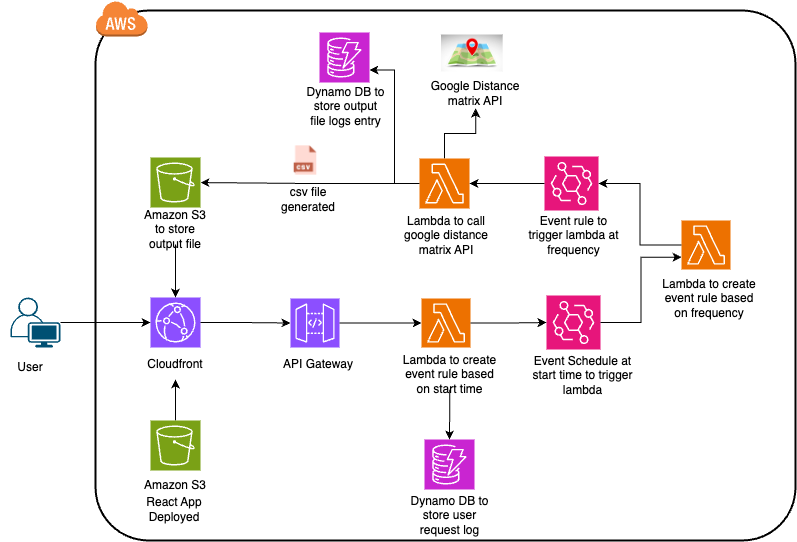 AWS
Dynamo DB to
store output
file logs entry
Google Distance
matrix API
CSV
csv file
generated
Amazon S3
to store
output file
Lambda to call
google distance
matrix API
Event rule to
trigger lambda at
frequency
Lambda to create
event rule based
on frequency
User
Cloudfront
API Gateway
Lambda to create
event rule based
on start time
Event Schedule at
start time to trigger
lambda
Amazon S3
React App
Deployed
Dynamo DB to
store user
request log